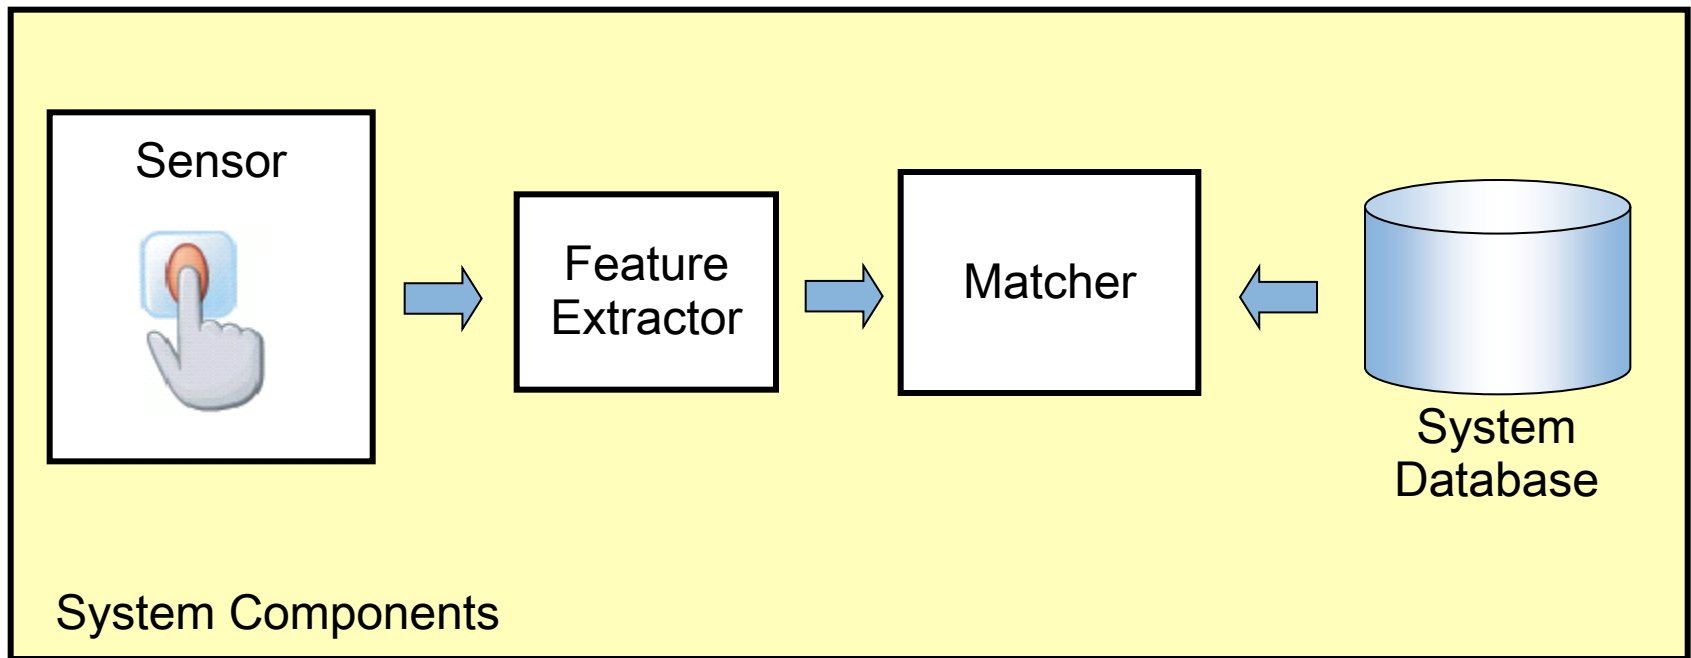 Sensor
Feature
Extractor
Matcher
System
Database
System Components